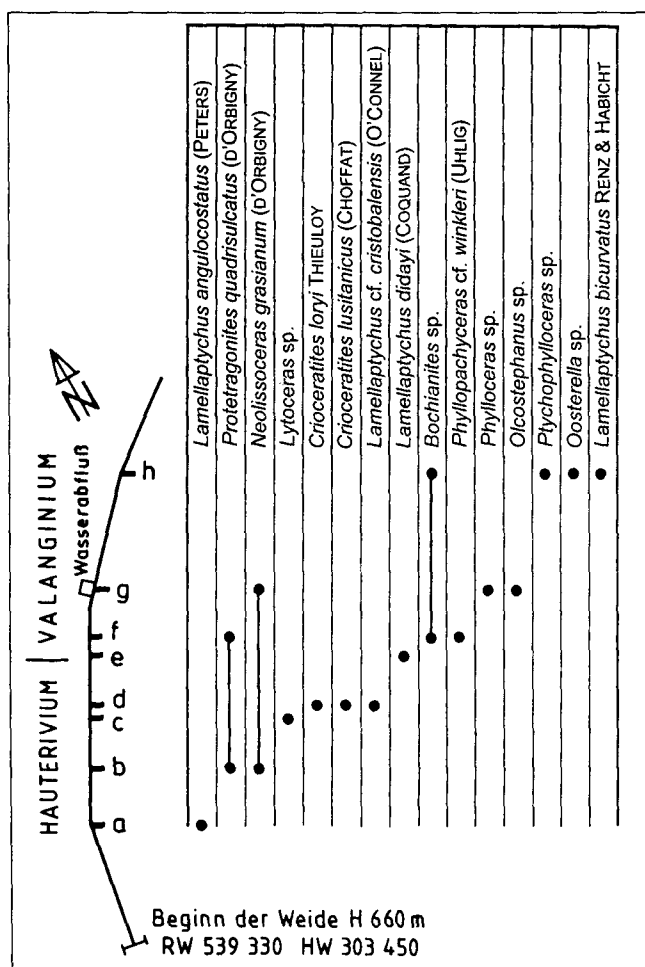 Lamellaptychus angulocostatus (PETERS)
Protetragonites quadrisulcatus (D'ORBIGNY)
Neolissoceras grasianum (D'ORBIGNY)
Lytoceras sp.
Crioceratites loryi THIEULOY
Crioceratites lusitanicus (CHOFFAT)
Lamellaptychus cf. cristobalensis (O'CONNEL)
Lamellaptychus didayi (COQUAND)
Bochianites sp.
Phyllopachyceras cf. winkleri (UHLIG)
Phylloceras sp.
Olcostephanus sp.
Ptychophylloceras sp.
Oosterella sp.
Lamellaptychus bicurvatus RENZ & HABICHT
N
HAUTERIVIUM | VALANGINIUM
Wasserabfluß
h
g
f
e
d
c
b
a
Beginn der Weide H 660 m
RW 539 330 HW 303 450